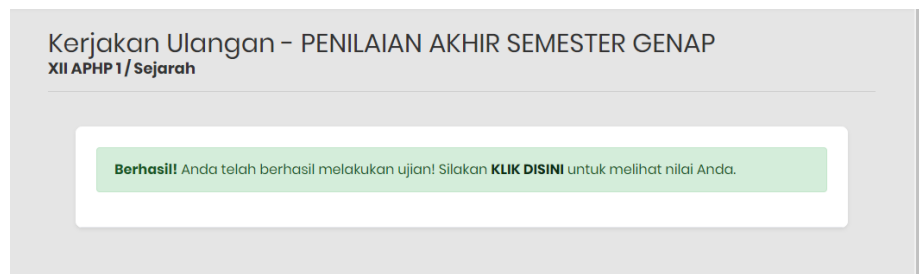 Kerjakan Ulangan - PENILAIAN AKHIR SEMESTER GENAP
XII APHP 1 / Sejarah
Berhasil! Anda telah berhasil melakukan ujian! Silakan KLIK DISINI untuk melihat nilai Anda.